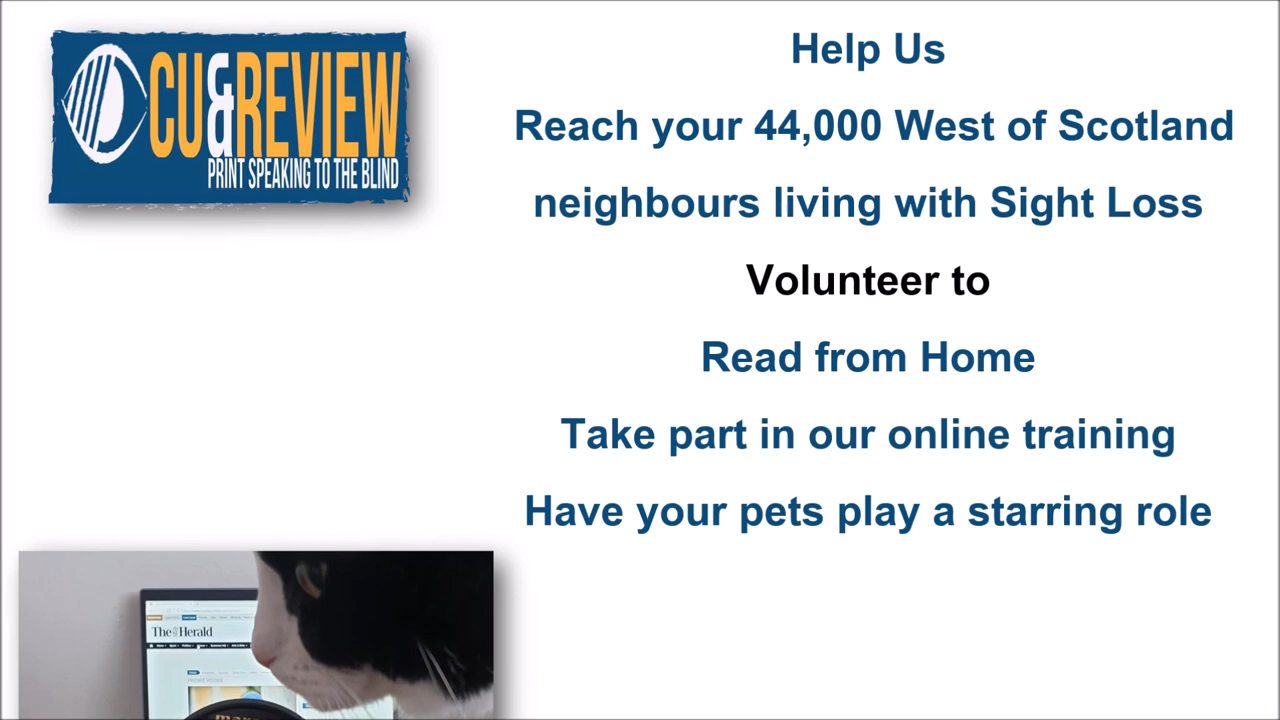 CU&REVIEW
PRINT SPEAKING TO THE BLIND
Help Us
Reach your 44,000 West of Scotland
neighbours living with Sight Loss
Volunteer to
Read from Home
Take part in our online training
Have your pets play a starring role
The Herald